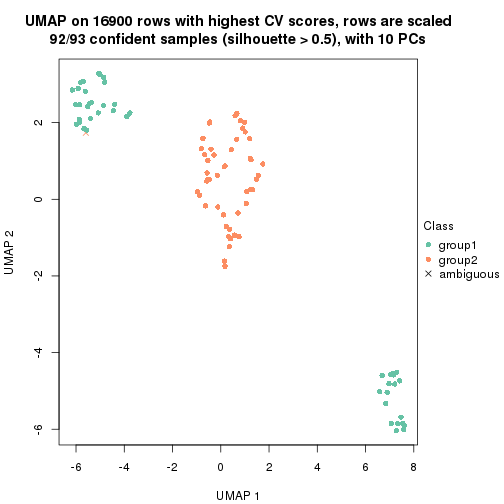 UMAP on 16900 rows with highest CV scores, rows are scaled
92/93 confident samples (silhouette > 0.5), with 10 PCs
2
0
-2
-4
-6
UMAP 2
-6
-4
-2
0
2
4
6
8
UMAP 1
Class
group1
group2
ambiguous